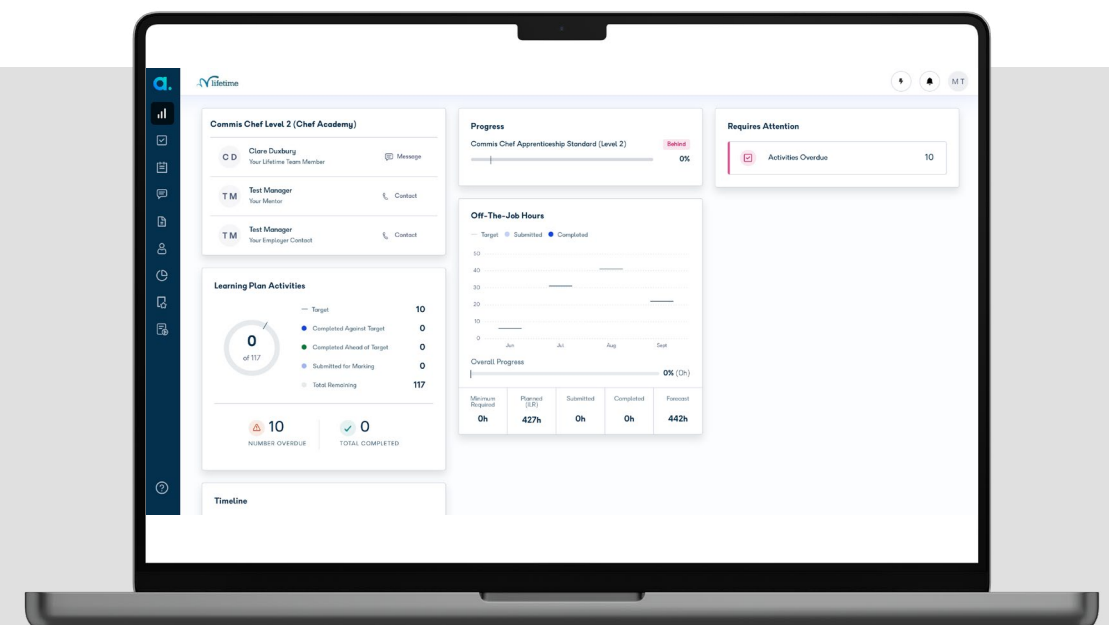 a.
lifetime
M T
Commis Chef Level 2 (Chef Academy)
C D
Clare Duxbury
Your Lifetime Team Member
Message
T M
Test Manager
Your Mentor
Contact
T M
Test Manager
Your Employer Contact
Contact
Learning Plan Activities
0
of 117
Target 10
Completed Against Target 0
Completed Ahead of Target 0
Submitted for Marking 0
Total Remaining 117
10
NUMBER OVERDUE
0
TOTAL COMPLETED
Timeline
Progress
Commis Chef Apprenticeship Standard (Level 2)
Behind
0%
Off-The-Job Hours
Target Submitted Completed
50
40
30
20
10
0
Jun Jul Aug Sept
Overall Progress
0% (0h)
Minimum Required
0h
Planned (ILR)
427h
Submitted
0h
Completed
0h
Forecast
442h
Requires Attention
Activities Overdue 10
?